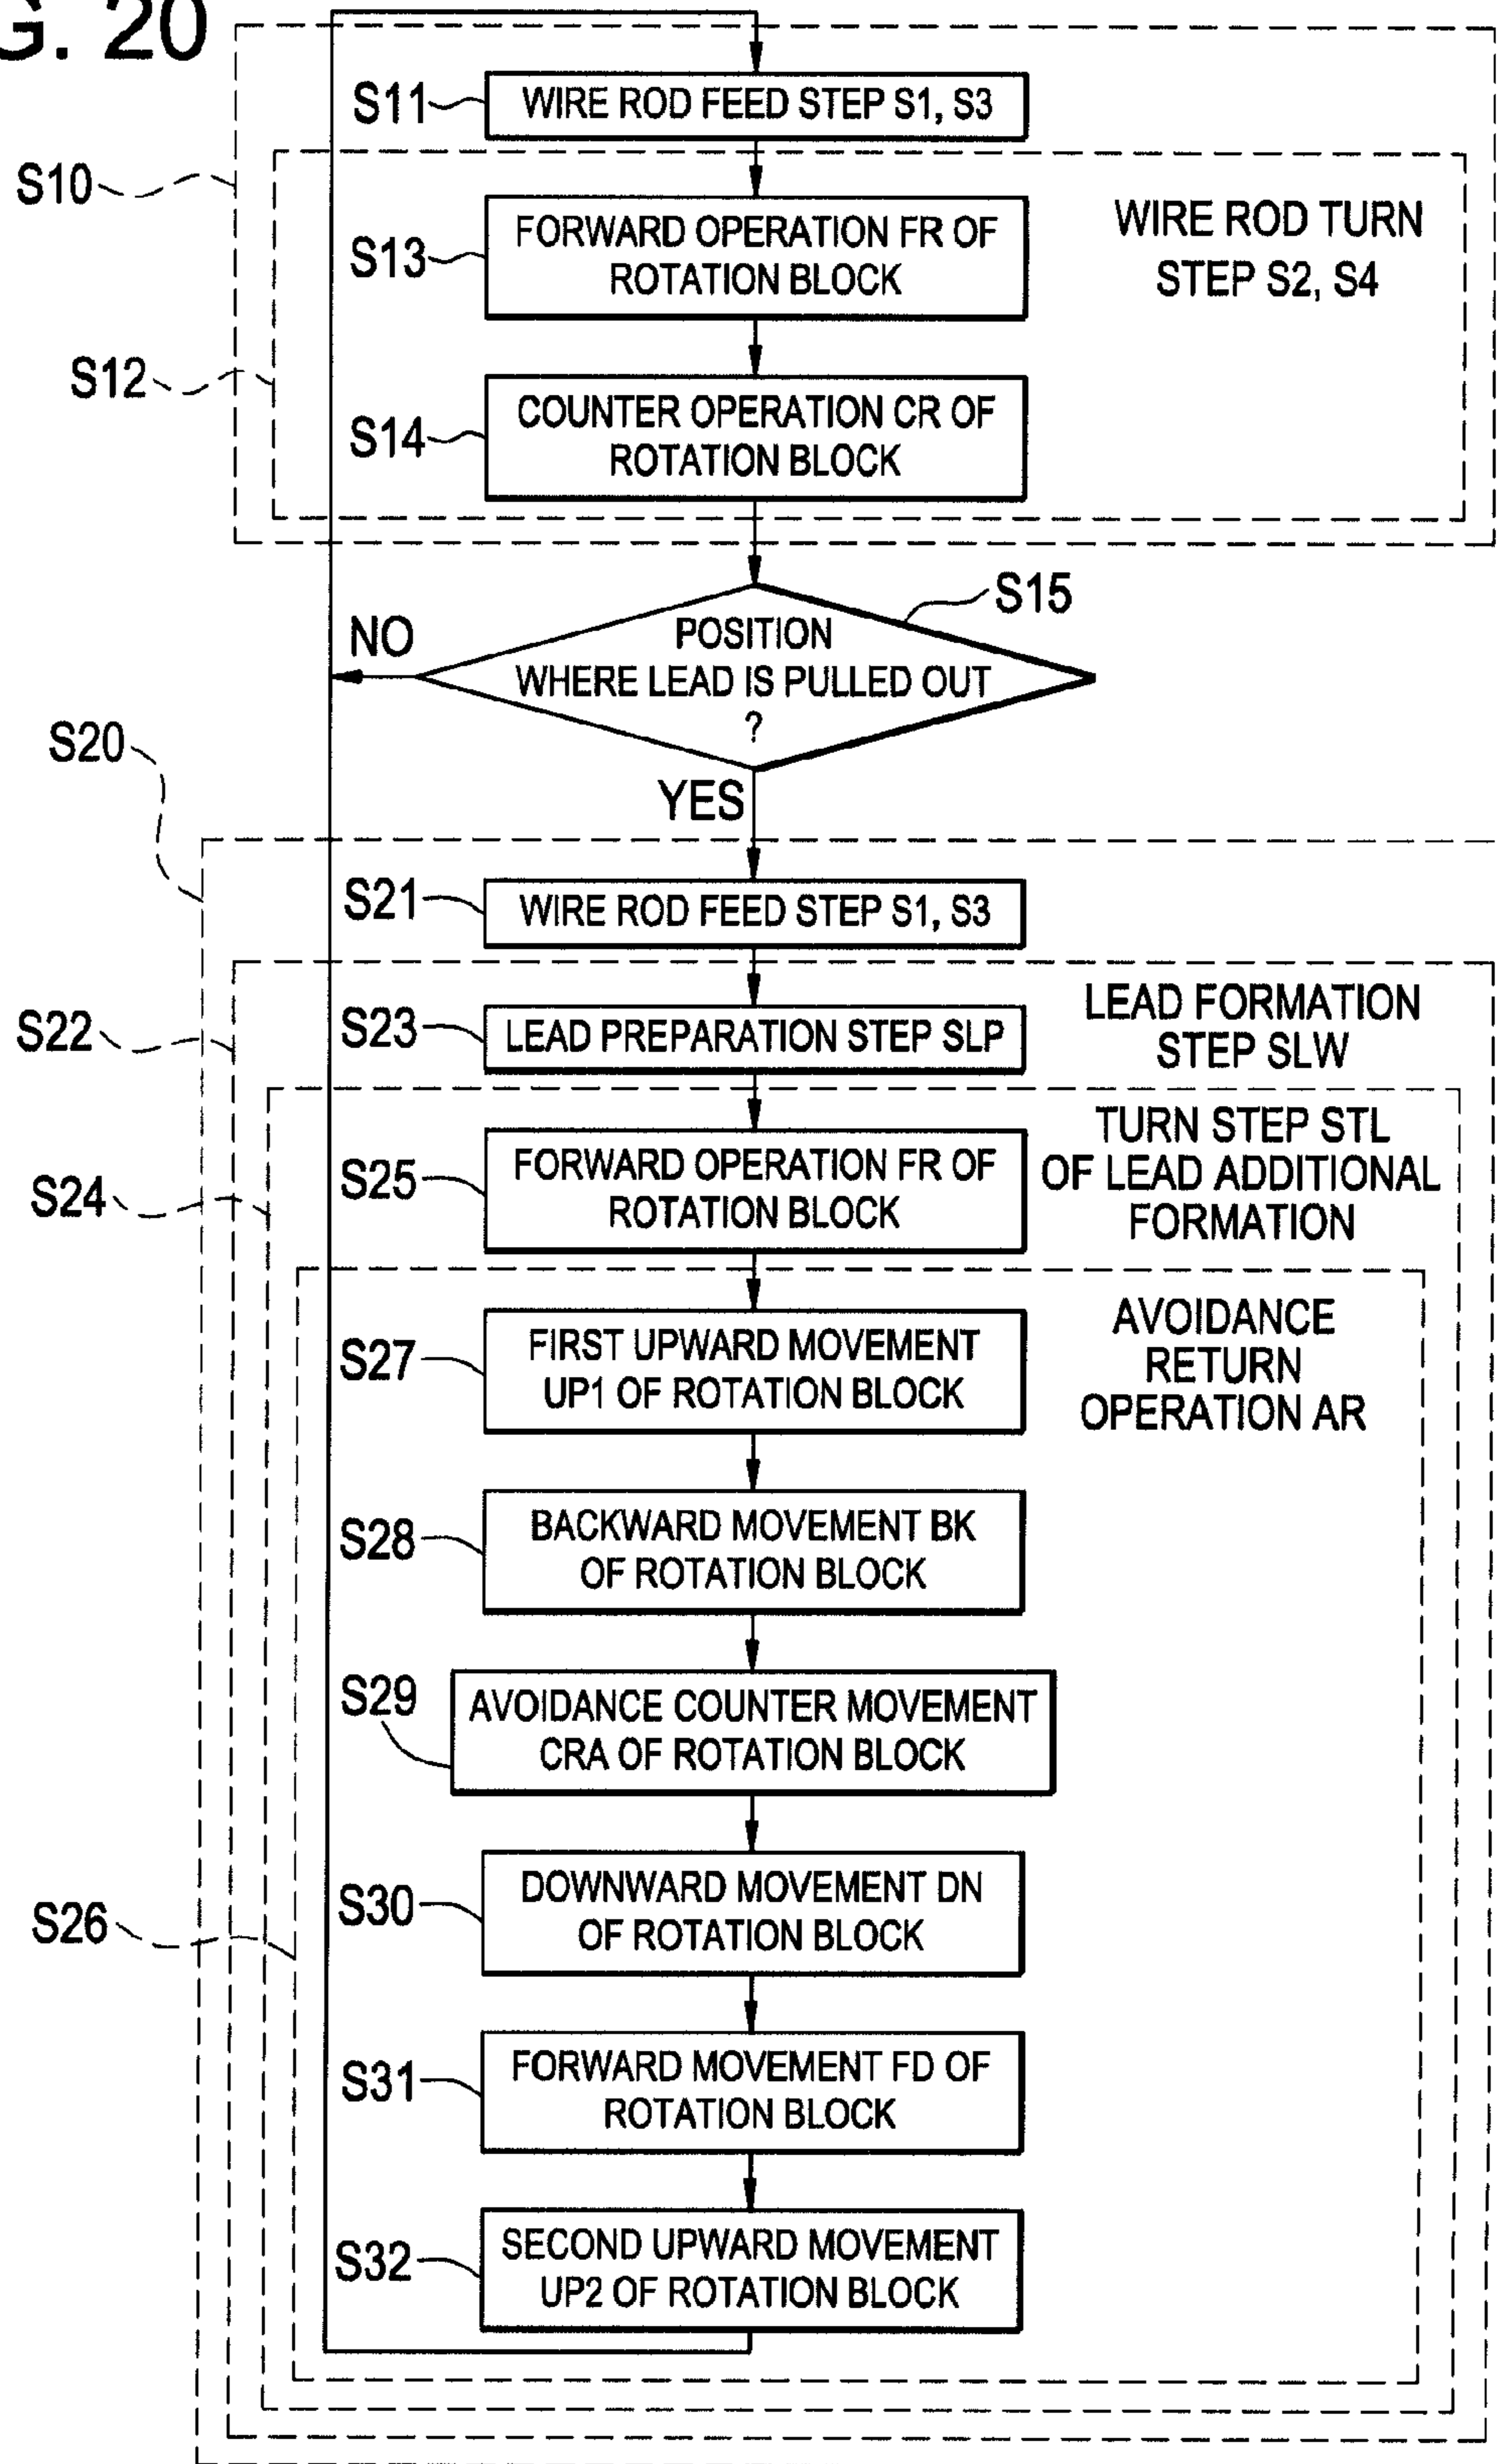 G. 20
S11
WIRE ROD FEED STEP S1, S3
S10
S13
FORWARD OPERATION FR OF
ROTATION BLOCK
WIRE ROD TURN
STEP S2, S4
S12
S14
COUNTER OPERATION CR OF
ROTATION BLOCK
S15
NO
POSITION
WHERE LEAD IS PULLED OUT
?
S20
YES
S21
WIRE ROD FEED STEP S1, S3
S22
S23
LEAD PREPARATION STEP SLP
LEAD FORMATION
STEP SLW
S24
S25
FORWARD OPERATION FR OF
ROTATION BLOCK
TURN STEP STL
OF LEAD ADDITIONAL
FORMATION
S27
FIRST UPWARD MOVEMENT
UP1 OF ROTATION BLOCK
AVOIDANCE
RETURN
OPERATION AR
S28
BACKWARD MOVEMENT BK
OF ROTATION BLOCK
S29
AVOIDANCE COUNTER MOVEMENT
CRA OF ROTATION BLOCK
S30
DOWNWARD MOVEMENT DN
OF ROTATION BLOCK
S26
S31
FORWARD MOVEMENT FD OF
ROTATION BLOCK
S32
SECOND UPWARD MOVEMENT
UP2 OF ROTATION BLOCK